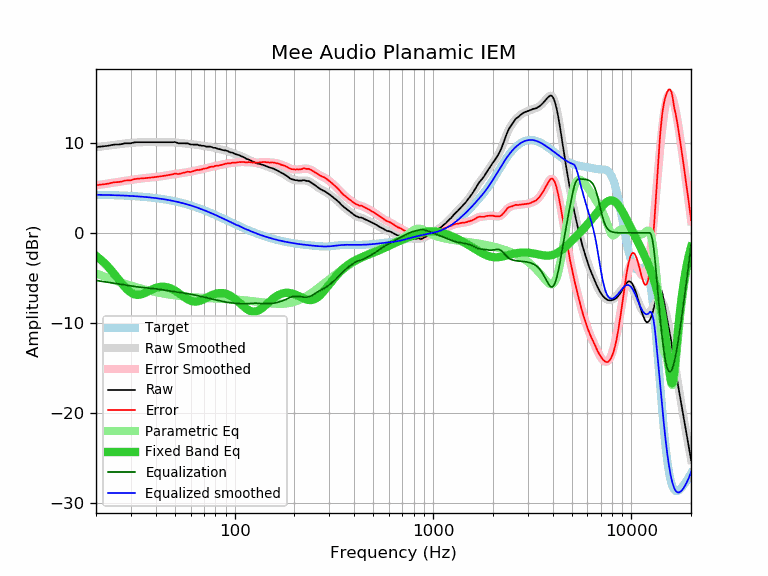 Mee Audio Planamic IEM
Amplitude (dBr)
10
0
−10
−20
−30
Target
Raw Smoothed
Error Smoothed
Raw
Error
Parametric Eq
Fixed Band Eq
Equalization
Equalized smoothed
100
1000
10000
Frequency (Hz)